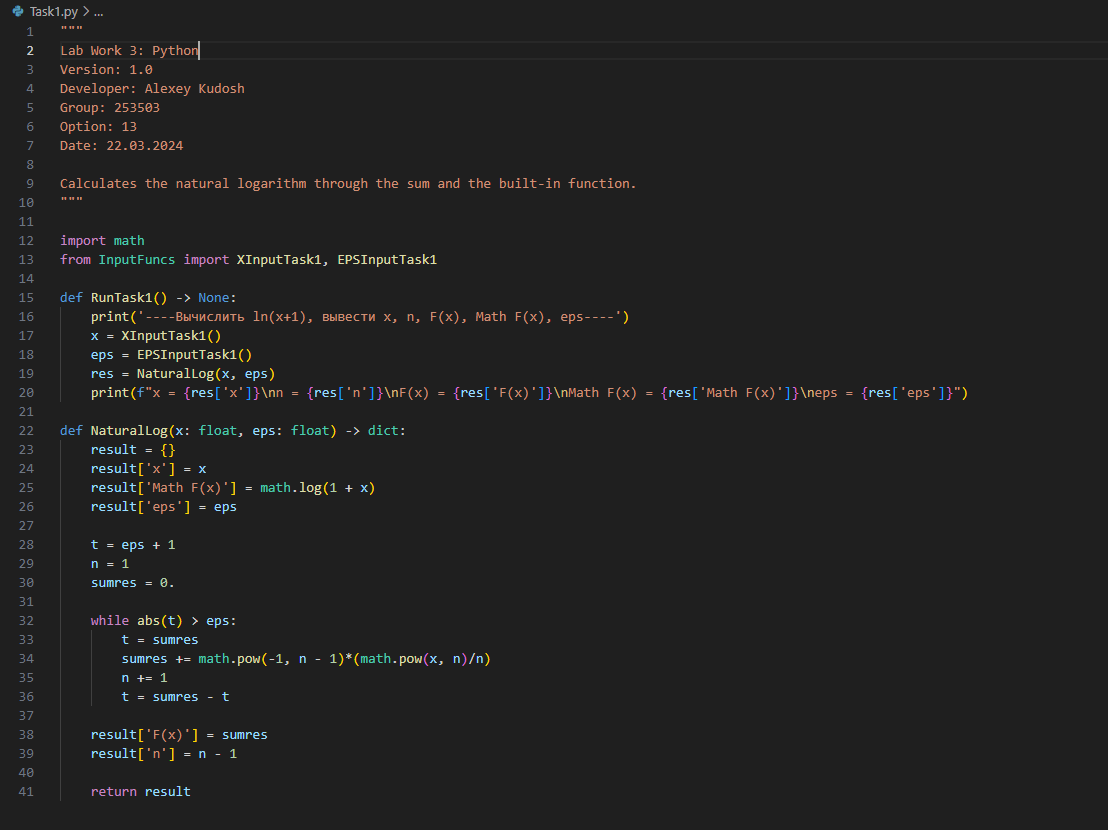 Task1.py > ...
1 """
2 Lab Work 3: Python
3 Version: 1.0
4 Developer: Alexey Kudosh
5 Group: 253503
6 Option: 13
7 Date: 22.03.2024
8
9 Calculates the natural logarithm through the sum and the built-in function.
10 """
11
12 import math
13 from InputFuncs import XInputTask1, EPSInputTask1
14
15 def RunTask1() -> None:
16     print('----Вычислить ln(x+1), вывести x, n, F(x), Math F(x), eps----')
17     x = XInputTask1()
18     eps = EPSInputTask1()
19     res = NaturalLog(x, eps)
20     print(f"x = {res['x']}\nn = {res['n']}\nF(x) = {res['F(x)']}\nMath F(x) = {res['Math F(x)']}\neps = {res['eps']}")
21
22 def NaturalLog(x: float, eps: float) -> dict:
23     result = {}
24     result['x'] = x
25     result['Math F(x)'] = math.log(1 + x)
26     result['eps'] = eps
27
28     t = eps + 1
29     n = 1
30     sumres = 0.
31
32     while abs(t) > eps:
33         t = sumres
34         sumres += math.pow(-1, n - 1)*(math.pow(x, n)/n)
35         n += 1
36         t = sumres - t
37
38     result['F(x)'] = sumres
39     result['n'] = n - 1
40
41     return result